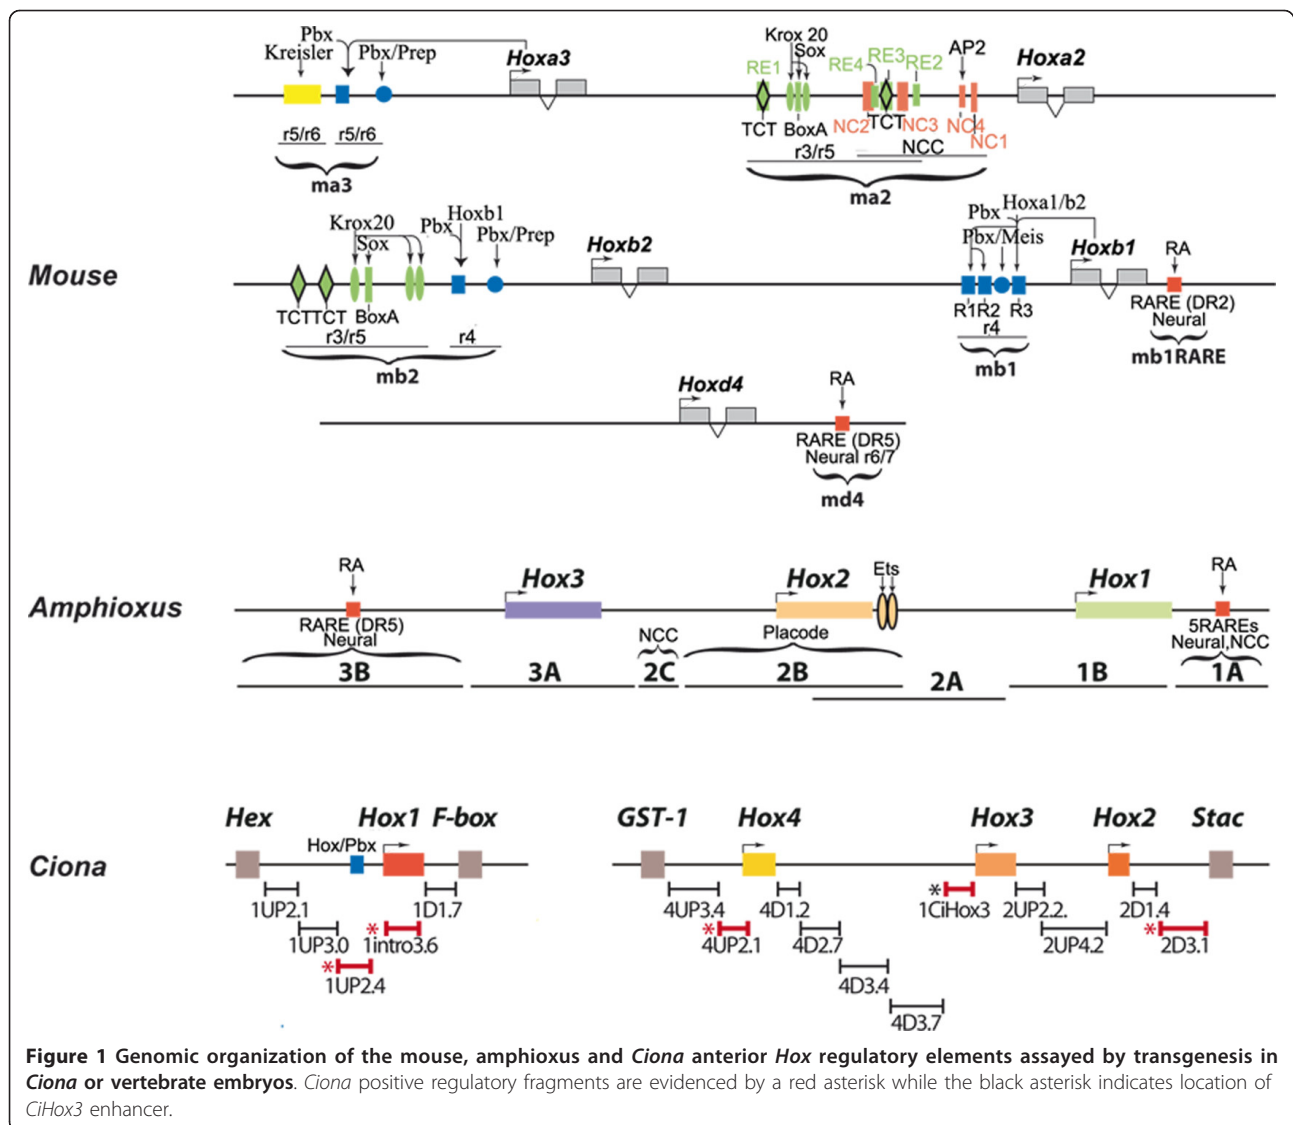 Pbx
Kreisler
Pbx/Prep
Hoxa3
Krox 20
Sox
RE1
RE4
RE3
RE2
AP2
Hoxa2
TCT
BoxA
NC2
TCT
NC3
NC4
NC1
r5/r6
r5/r6
r3/r5
NCC
ma3
ma2
Mouse
Krox20
Sox
Pbx
Hoxb1
Pbx/Prep
Hoxb2
Pbx
Hoxa1/b2
Pbx/Meis
Hoxb1
RA
TCT
TCT
BoxA
R1
R2
R3
RARE (DR2)
Neural
r3/r5
r4
r4
mb2
mb1
mb1RARE
Hoxd4
RA
RARE (DR5)
Neural r6/7
md4
Amphioxus
RA
Hox3
Hox2
Ets
Hox1
RA
RARE (DR5)
Neural
NCC
Placode
5RAREs
Neural,NCC
3B
3A
2C
2B
2A
1B
1A
Ciona
Hex
Hox/Pbx
Hox1
F-box
GST-1
Hox4
Hox3
Hox2
Stac
1UP2.1
1D1.7
4UP3.4
4D1.2
* 1CiHox3
2UP2.2.
2D1.4
1UP3.0
* 1intro3.6
* 4UP2.1
4D2.7
2UP4.2
* 2D3.1
* 1UP2.4
4D3.4
4D3.7
Figure 1 Genomic organization of the mouse, amphioxus and Ciona anterior Hox regulatory elements assayed by transgenesis in
Ciona or vertebrate embryos. Ciona positive regulatory fragments are evidenced by a red asterisk while the black asterisk indicates location of
CiHox3 enhancer.